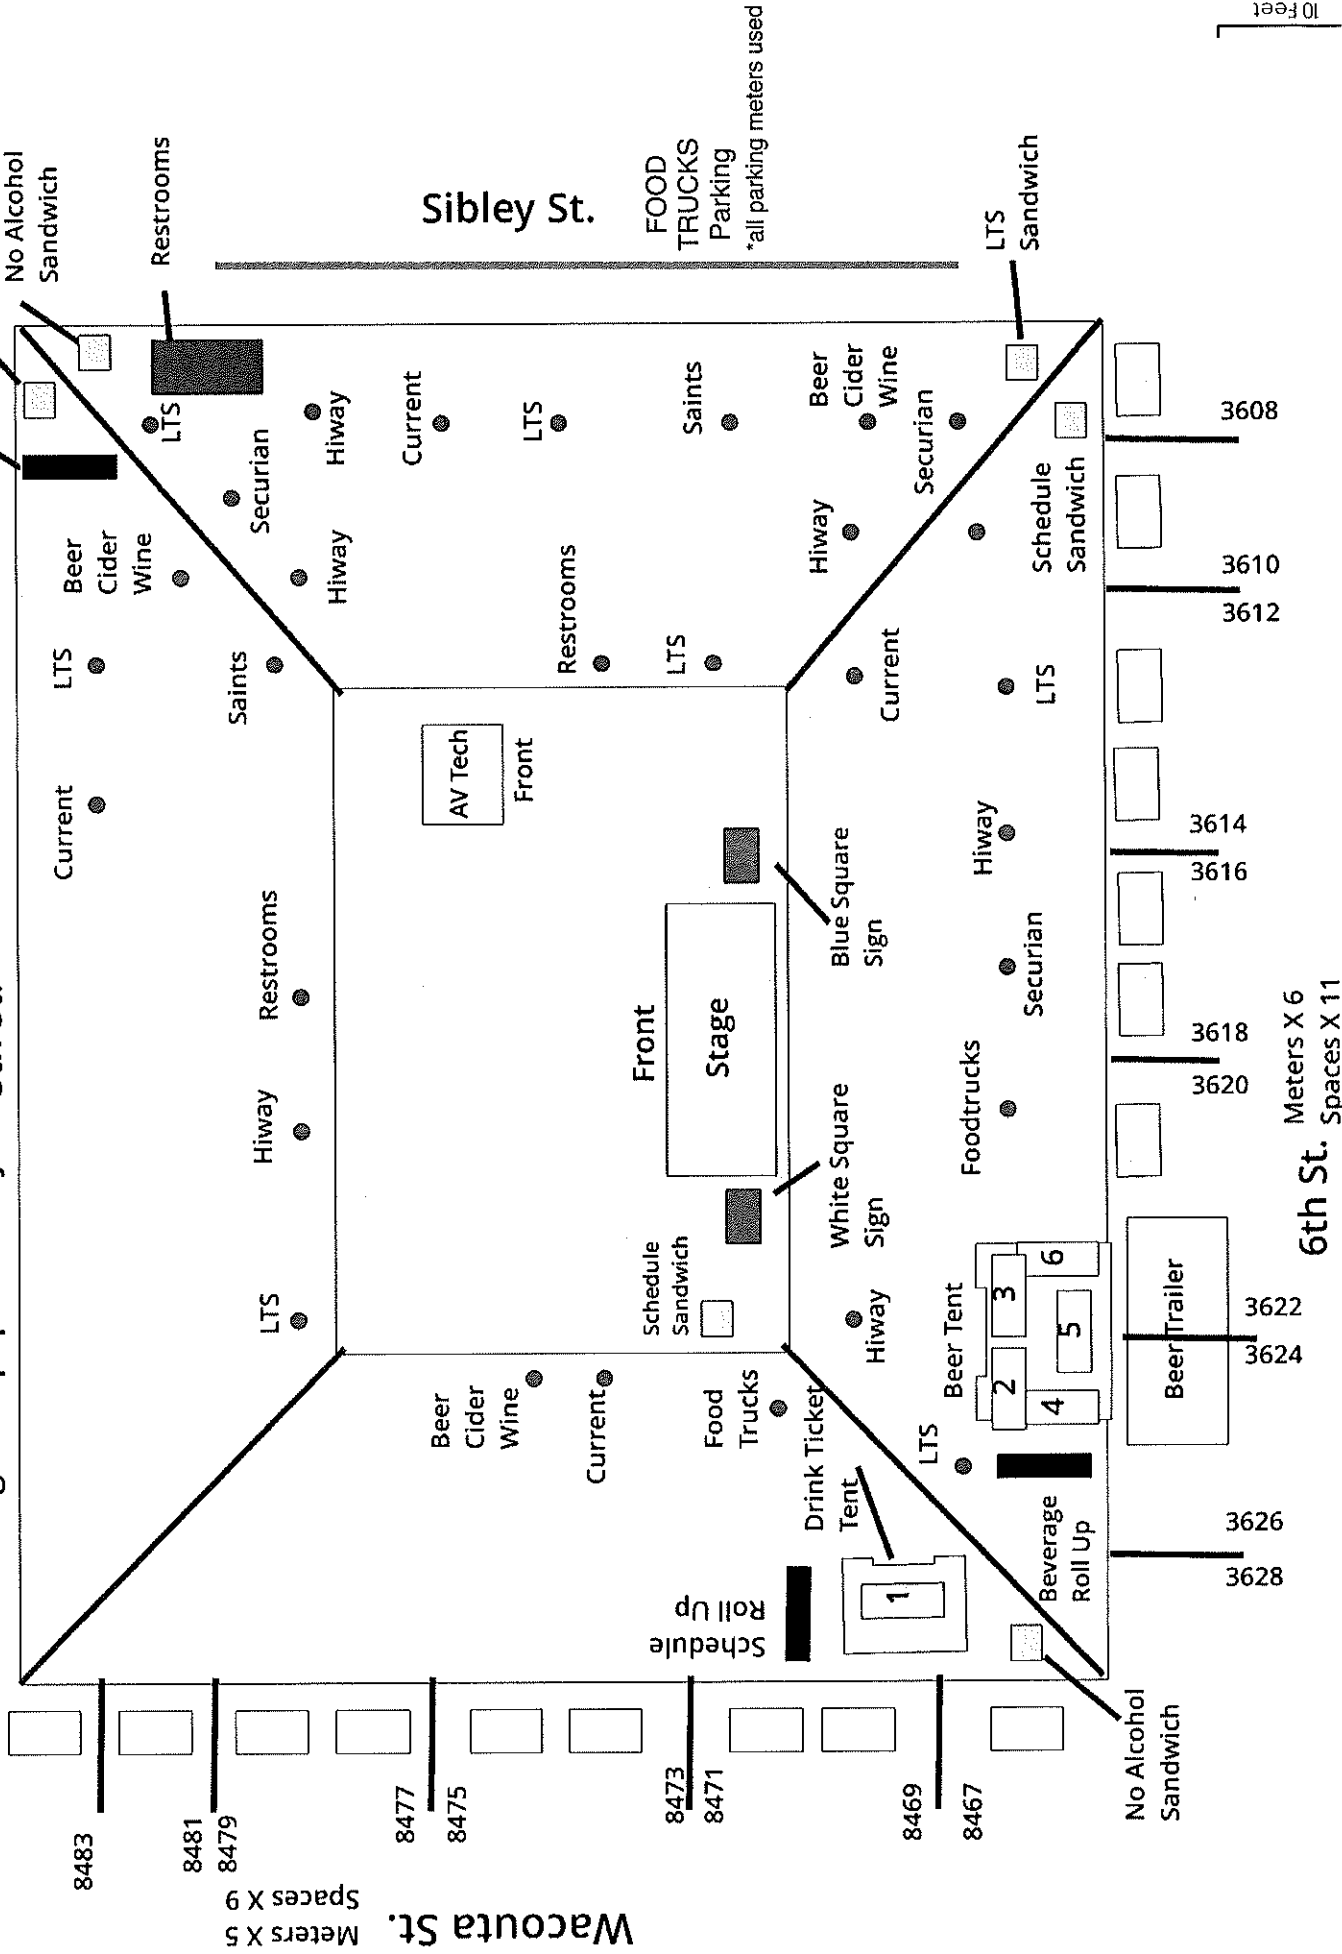 No Alcohol
Sandwich
Restrooms
Sibley St.
FOOD
TRUCKS
Parking
*all parking meters used
LTS
Sandwich
10 Feet
LTS
Securian
Hiway
Hiway
Current
LTS
Saints
Beer
Cider
Wine
Securian
Hiway
Restrooms
LTS
Beer
Cider
Wine
LTS
Saints
Current
Restrooms
Hiway
LTS
AV Tech
Front
Front
Stage
Blue Square
Sign
White Square
Sign
Schedule
Sandwich
Schedule
Sandwich
Current
LTS
Hiway
Securian
Foodtrucks
Hiway
Beer Tent
2
3
4
5
6
Beer Trailer
LTS
Beverage
Roll Up
Beer
Cider
Wine
Current
Food
Trucks
Drink Ticket
Tent
1
Schedule
Roll Up
No Alcohol
Sandwich
3608
3610
3612
3614
3616
3618
3620
3622
3624
3626
3628
6th St.
Meters X 6
Spaces X 11
8483
8481
8479
8477
8475
8473
8471
8469
8467
Wacouta St.
Meters X 5
Spaces X 9